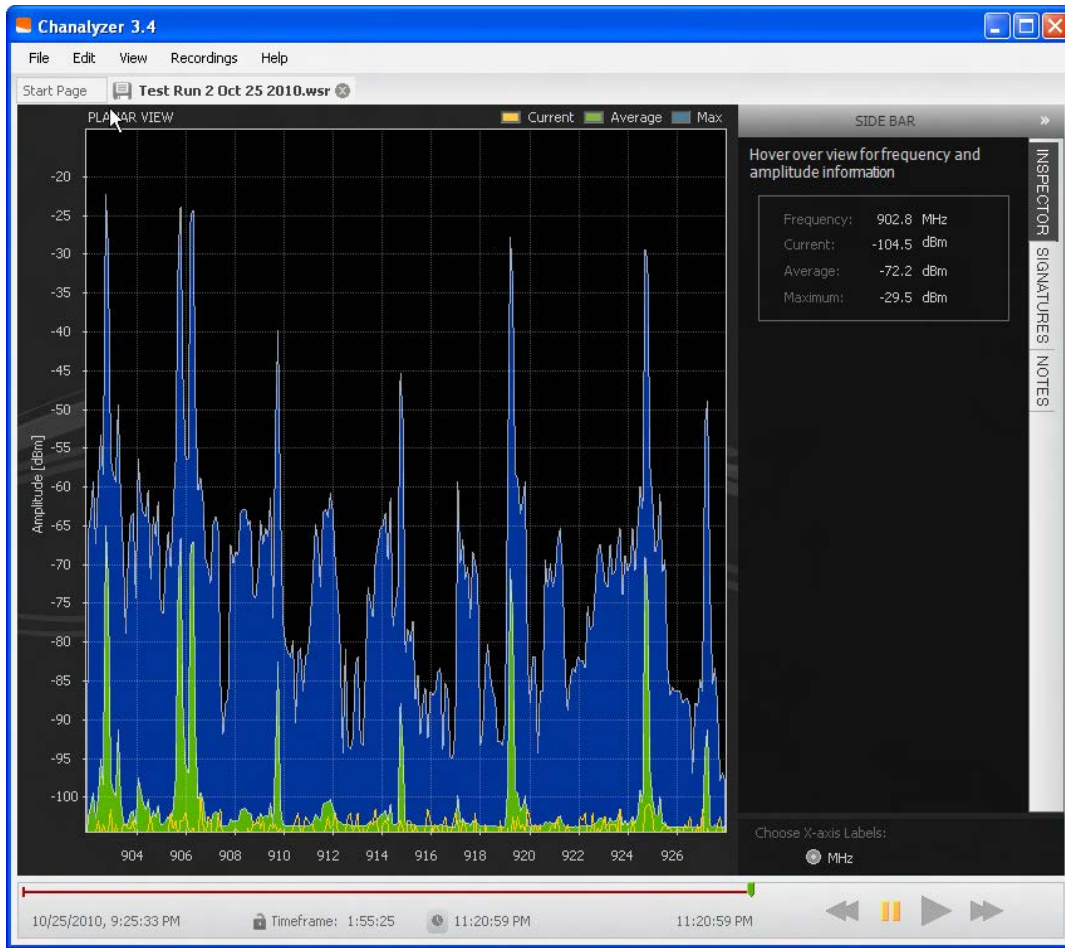 Chanalyzer 3.4
File Edit View Recordings Help
Start Page Test Run 2 Oct 25 2010.wsr
PLANAR VIEW Current Average Max
SIDE BAR »
Hover over view for frequency and
amplitude information
Frequency: 902.8 MHz
Current: -104.5 dBm
Average: -72.2 dBm
Maximum: -29.5 dBm
INSPECTOR
SIGNATURES
NOTES
Amplitude [dBm]
-20
-25
-30
-35
-40
-45
-50
-55
-60
-65
-70
-75
-80
-85
-90
-95
-100
904 906 908 910 912 914 916 918 920 922 924 926
Choose X-axis Labels:
MHz
10/25/2010, 9:25:33 PM Timeframe: 1:55:25 11:20:59 PM 11:20:59 PM